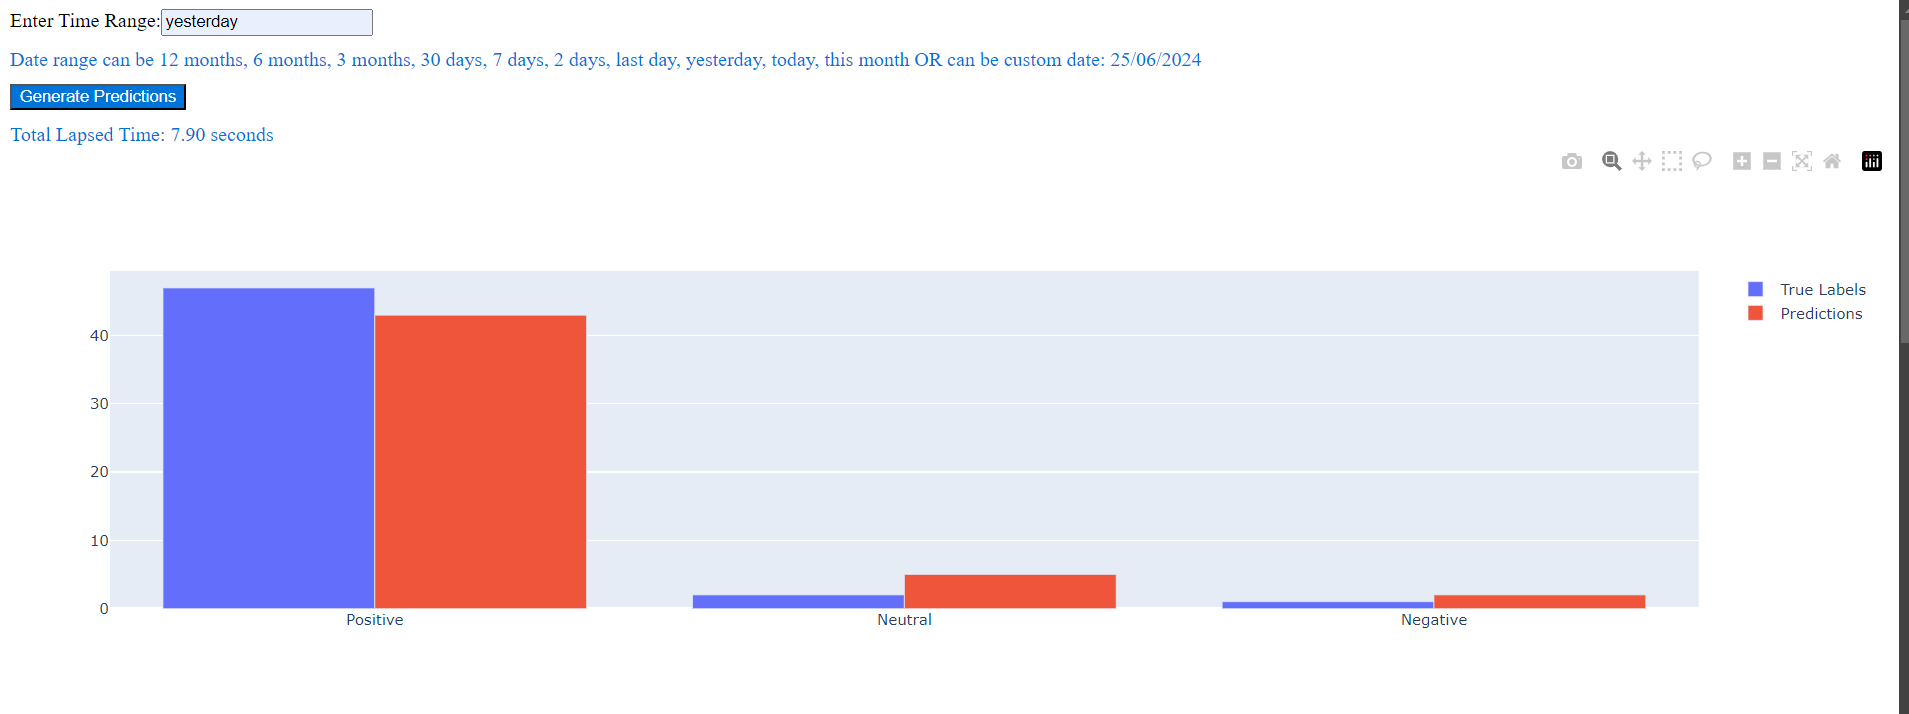 Enter Time Range: yesterday
Date range can be 12 months, 6 months, 3 months, 30 days, 7 days, 2 days, last day, yesterday, today, this month OR can be custom date: 25/06/2024
Generate Predictions
Total Lapsed Time: 7.90 seconds
True Labels
Predictions
40
30
20
10
0
Positive Neutral Negative